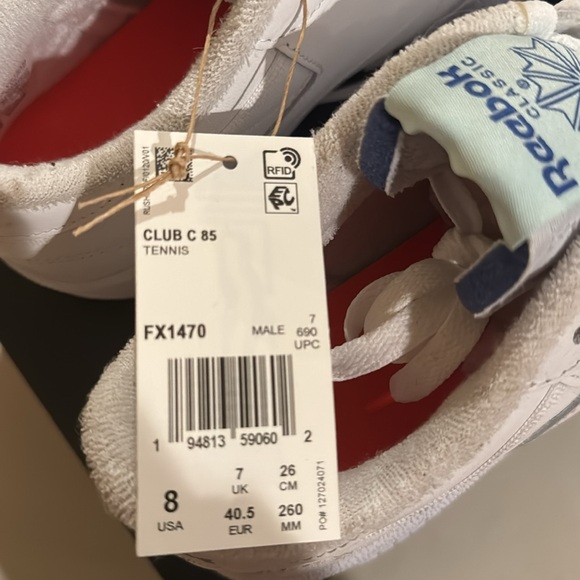 Reebok
CLASSIC
RFID
CLUB C 85
TENNIS
FX1470 MALE
7
690
UPC
1 94813 59060 2
8
USA
7
UK
26
CM
40.5
EUR
260
MM
PO# 127024071